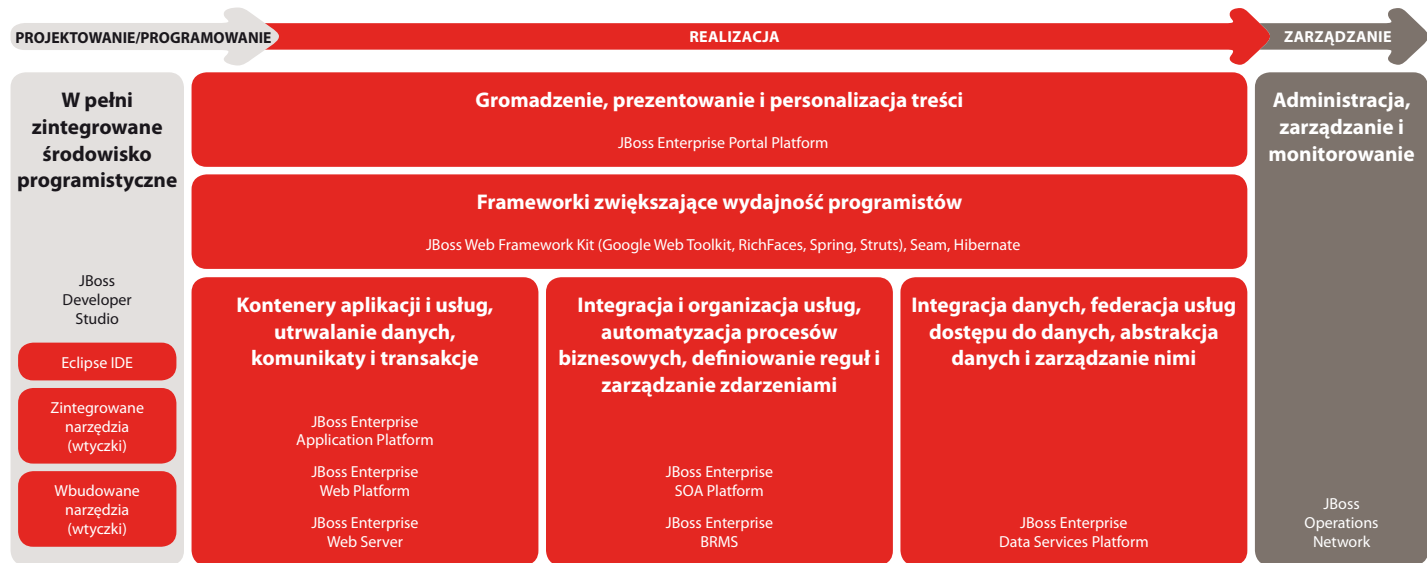 PROJEKTOWANIE/PROGRAMOWANIE
REALIZACJA
ZARZĄDZANIE
W pełni
zintegrowane
środowisko
programistyczne
JBoss
Developer
Studio
Eclipse IDE
Zintegrowane
narzędzia
(wtyczki)
Wbudowane
narzędzia
(wtyczki)
Gromadzenie, prezentowanie i personalizacja treści
JBoss Enterprise Portal Platform
Frameworki zwiększające wydajność programistów
JBoss Web Framework Kit (Google Web Toolkit, RichFaces, Spring, Struts), Seam, Hibernate
Kontenery aplikacji i usług,
utrwalanie danych,
komunikaty i transakcje
JBoss Enterprise
Application Platform
JBoss Enterprise
Web Platform
JBoss Enterprise
Web Server
Integracja i organizacja usług,
automatyzacja procesów
biznesowych, definiowanie reguł i
zarządzanie zdarzeniami
JBoss Enterprise
SOA Platform
JBoss Enterprise
BRMS
Integracja danych, federacja usług
dostępu do danych, abstrakcja
danych i zarządzanie nimi
JBoss Enterprise
Data Services Platform
Administracja,
zarządzanie i
monitorowanie
JBoss
Operations
Network